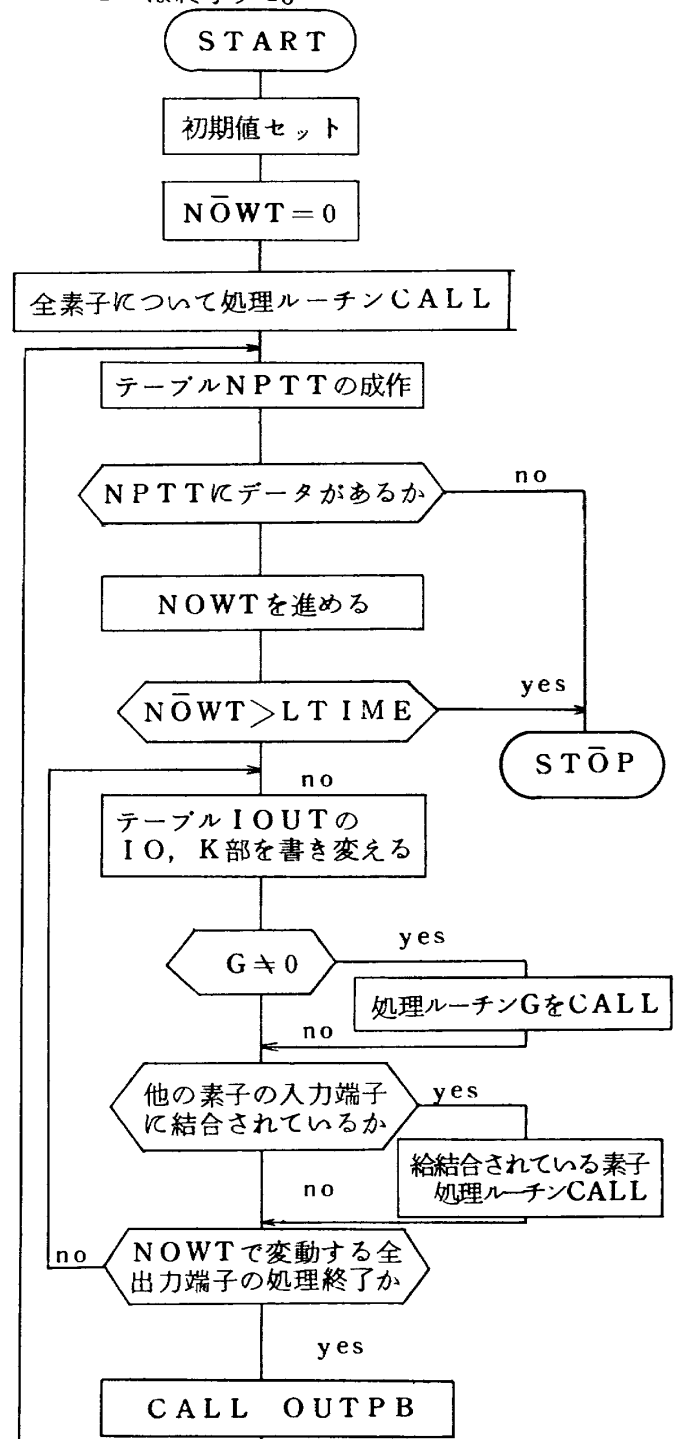 START
初期値セット
NŌWT=0
全素子について処理ルーチンCALL
テーブルNPTTの成作
NPTTにデータがあるか
no
NOWTを進める
yes
NŌWT>LTIME
STŌP
no
テーブルIOUTの
IO, K部を書き変える
yes
G≠0
処理ルーチンGをCALL
no
他の素子の入力端子
に結合されているか
yes
給結合されている素子
処理ルーチンCALL
no
no
NOWTで変動する全
出力端子の処理終了か
yes
CALL OUTPB